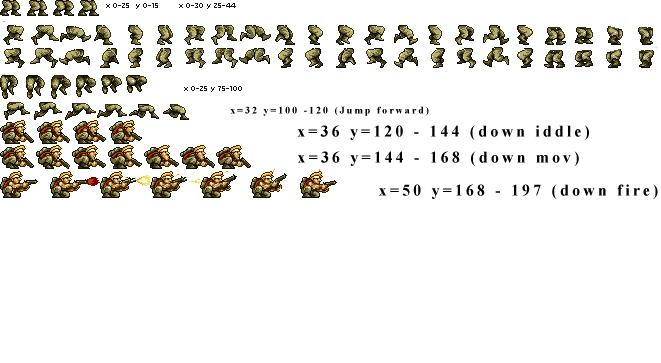 x 0-25 y 0-15 x 0-30 y 25-44
x 0-25 y 75-100
x=32 y=100 -120 (Jump forward)
x=36 y=120 - 144 (down iddle)
x=36 y=144 - 168 (down mov)
x=50 y=168 - 197 (down fire)